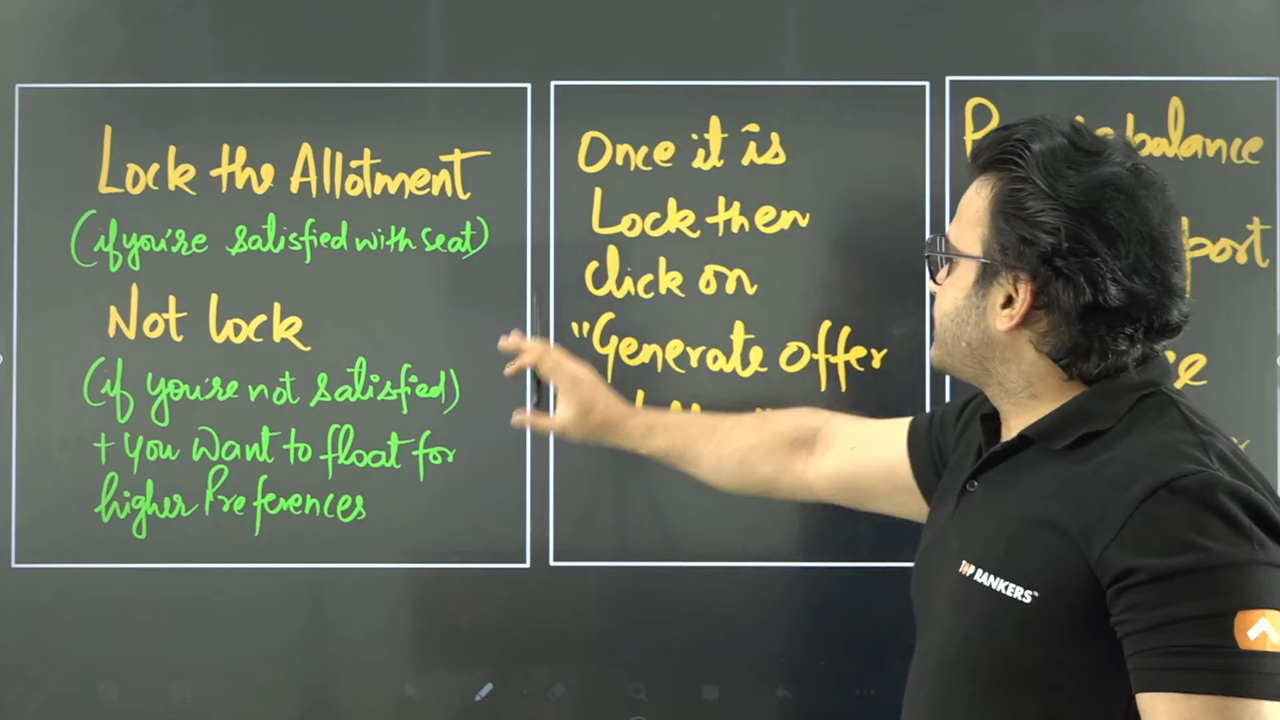 Lock the Allotment
(if you're satisfied with seat)
Not lock
(if you're not satisfied)
+ you want to float for
higher Preferences
Once it is
Lock then
click on
"Generate offer
balance
TOP RANKERS